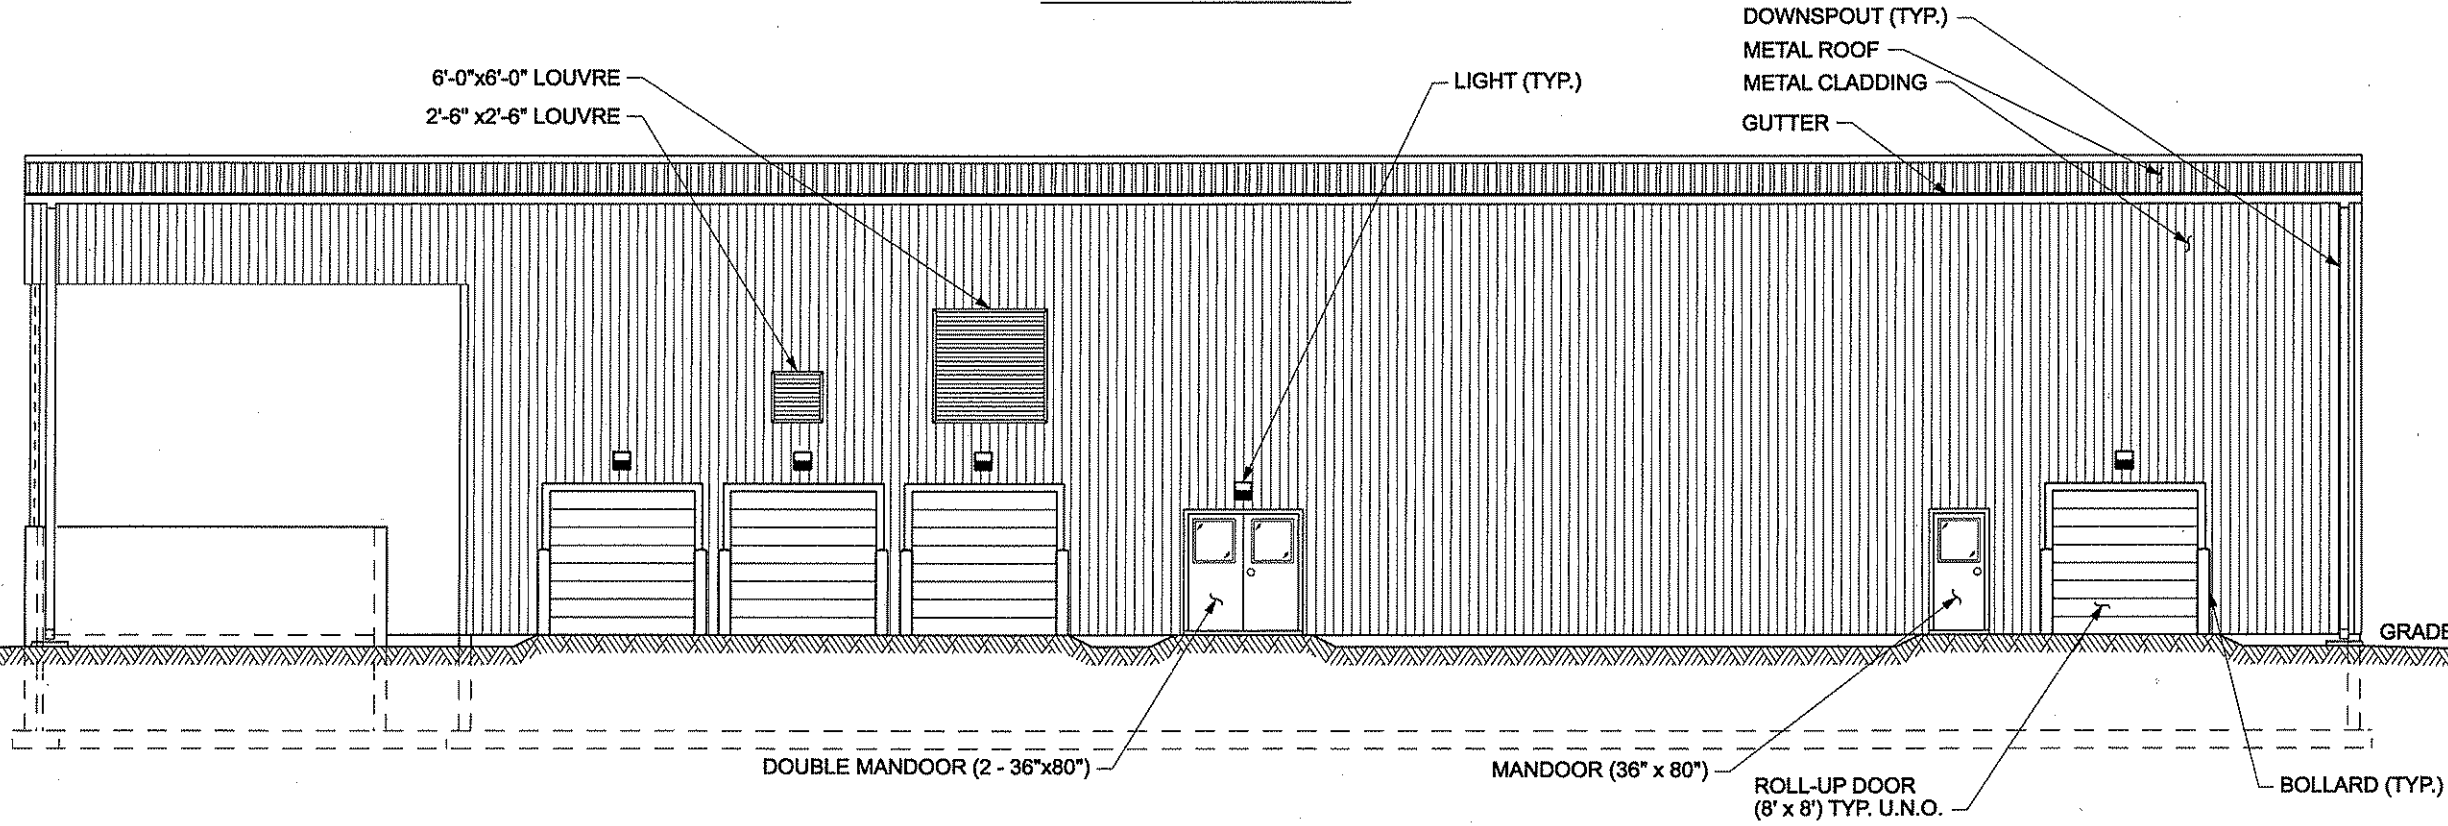 DOWNSPOUT (TYP.)
METAL ROOF
METAL CLADDING
GUTTER
6'-0"x6'-0" LOUVRE
2'-6" x2'-6" LOUVRE
LIGHT (TYP.)
GRADE
DOUBLE MANDOOR (2 - 36"x80")
MANDOOR (36" x 80")
ROLL-UP DOOR
(8' x 8') TYP. U.N.O.
BOLLARD (TYP.)